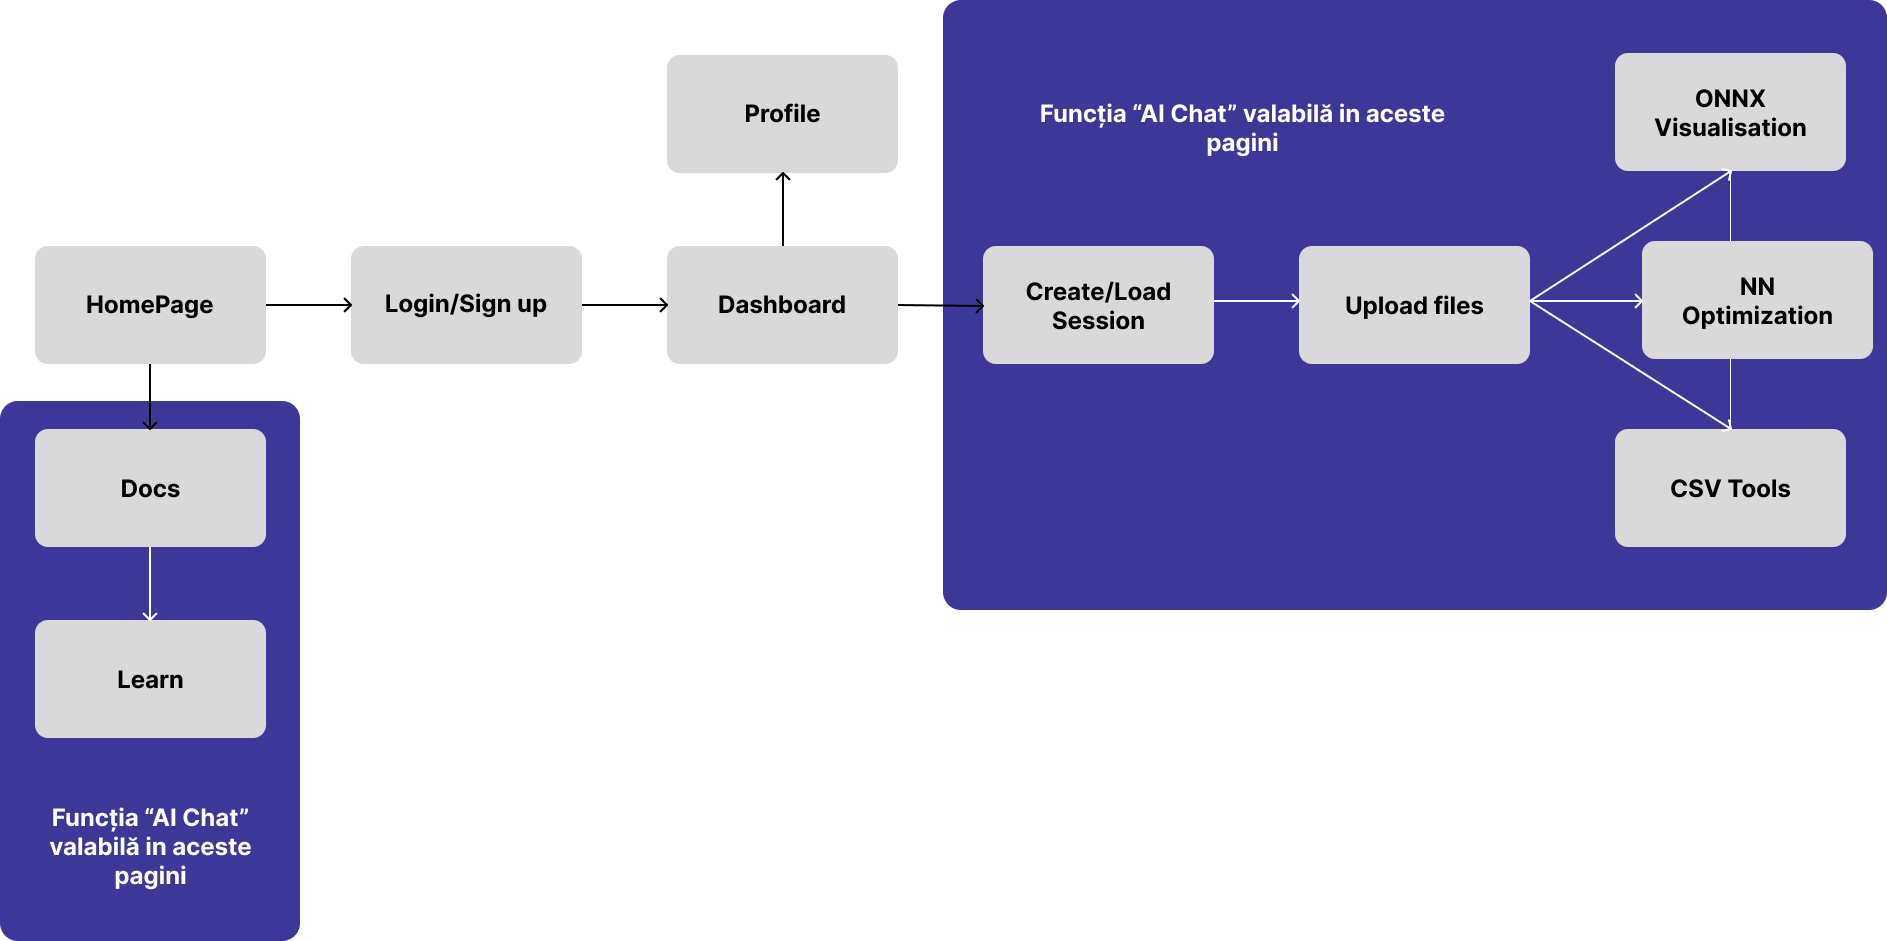 Profile
Funcția “AI Chat” valabilă in aceste
pagini
ONNX
Visualisation
HomePage
Login/Sign up
Dashboard
Create/Load
Session
Upload files
NN
Optimization
Docs
CSV Tools
Learn
Funcția “AI Chat”
valabilă in aceste
pagini